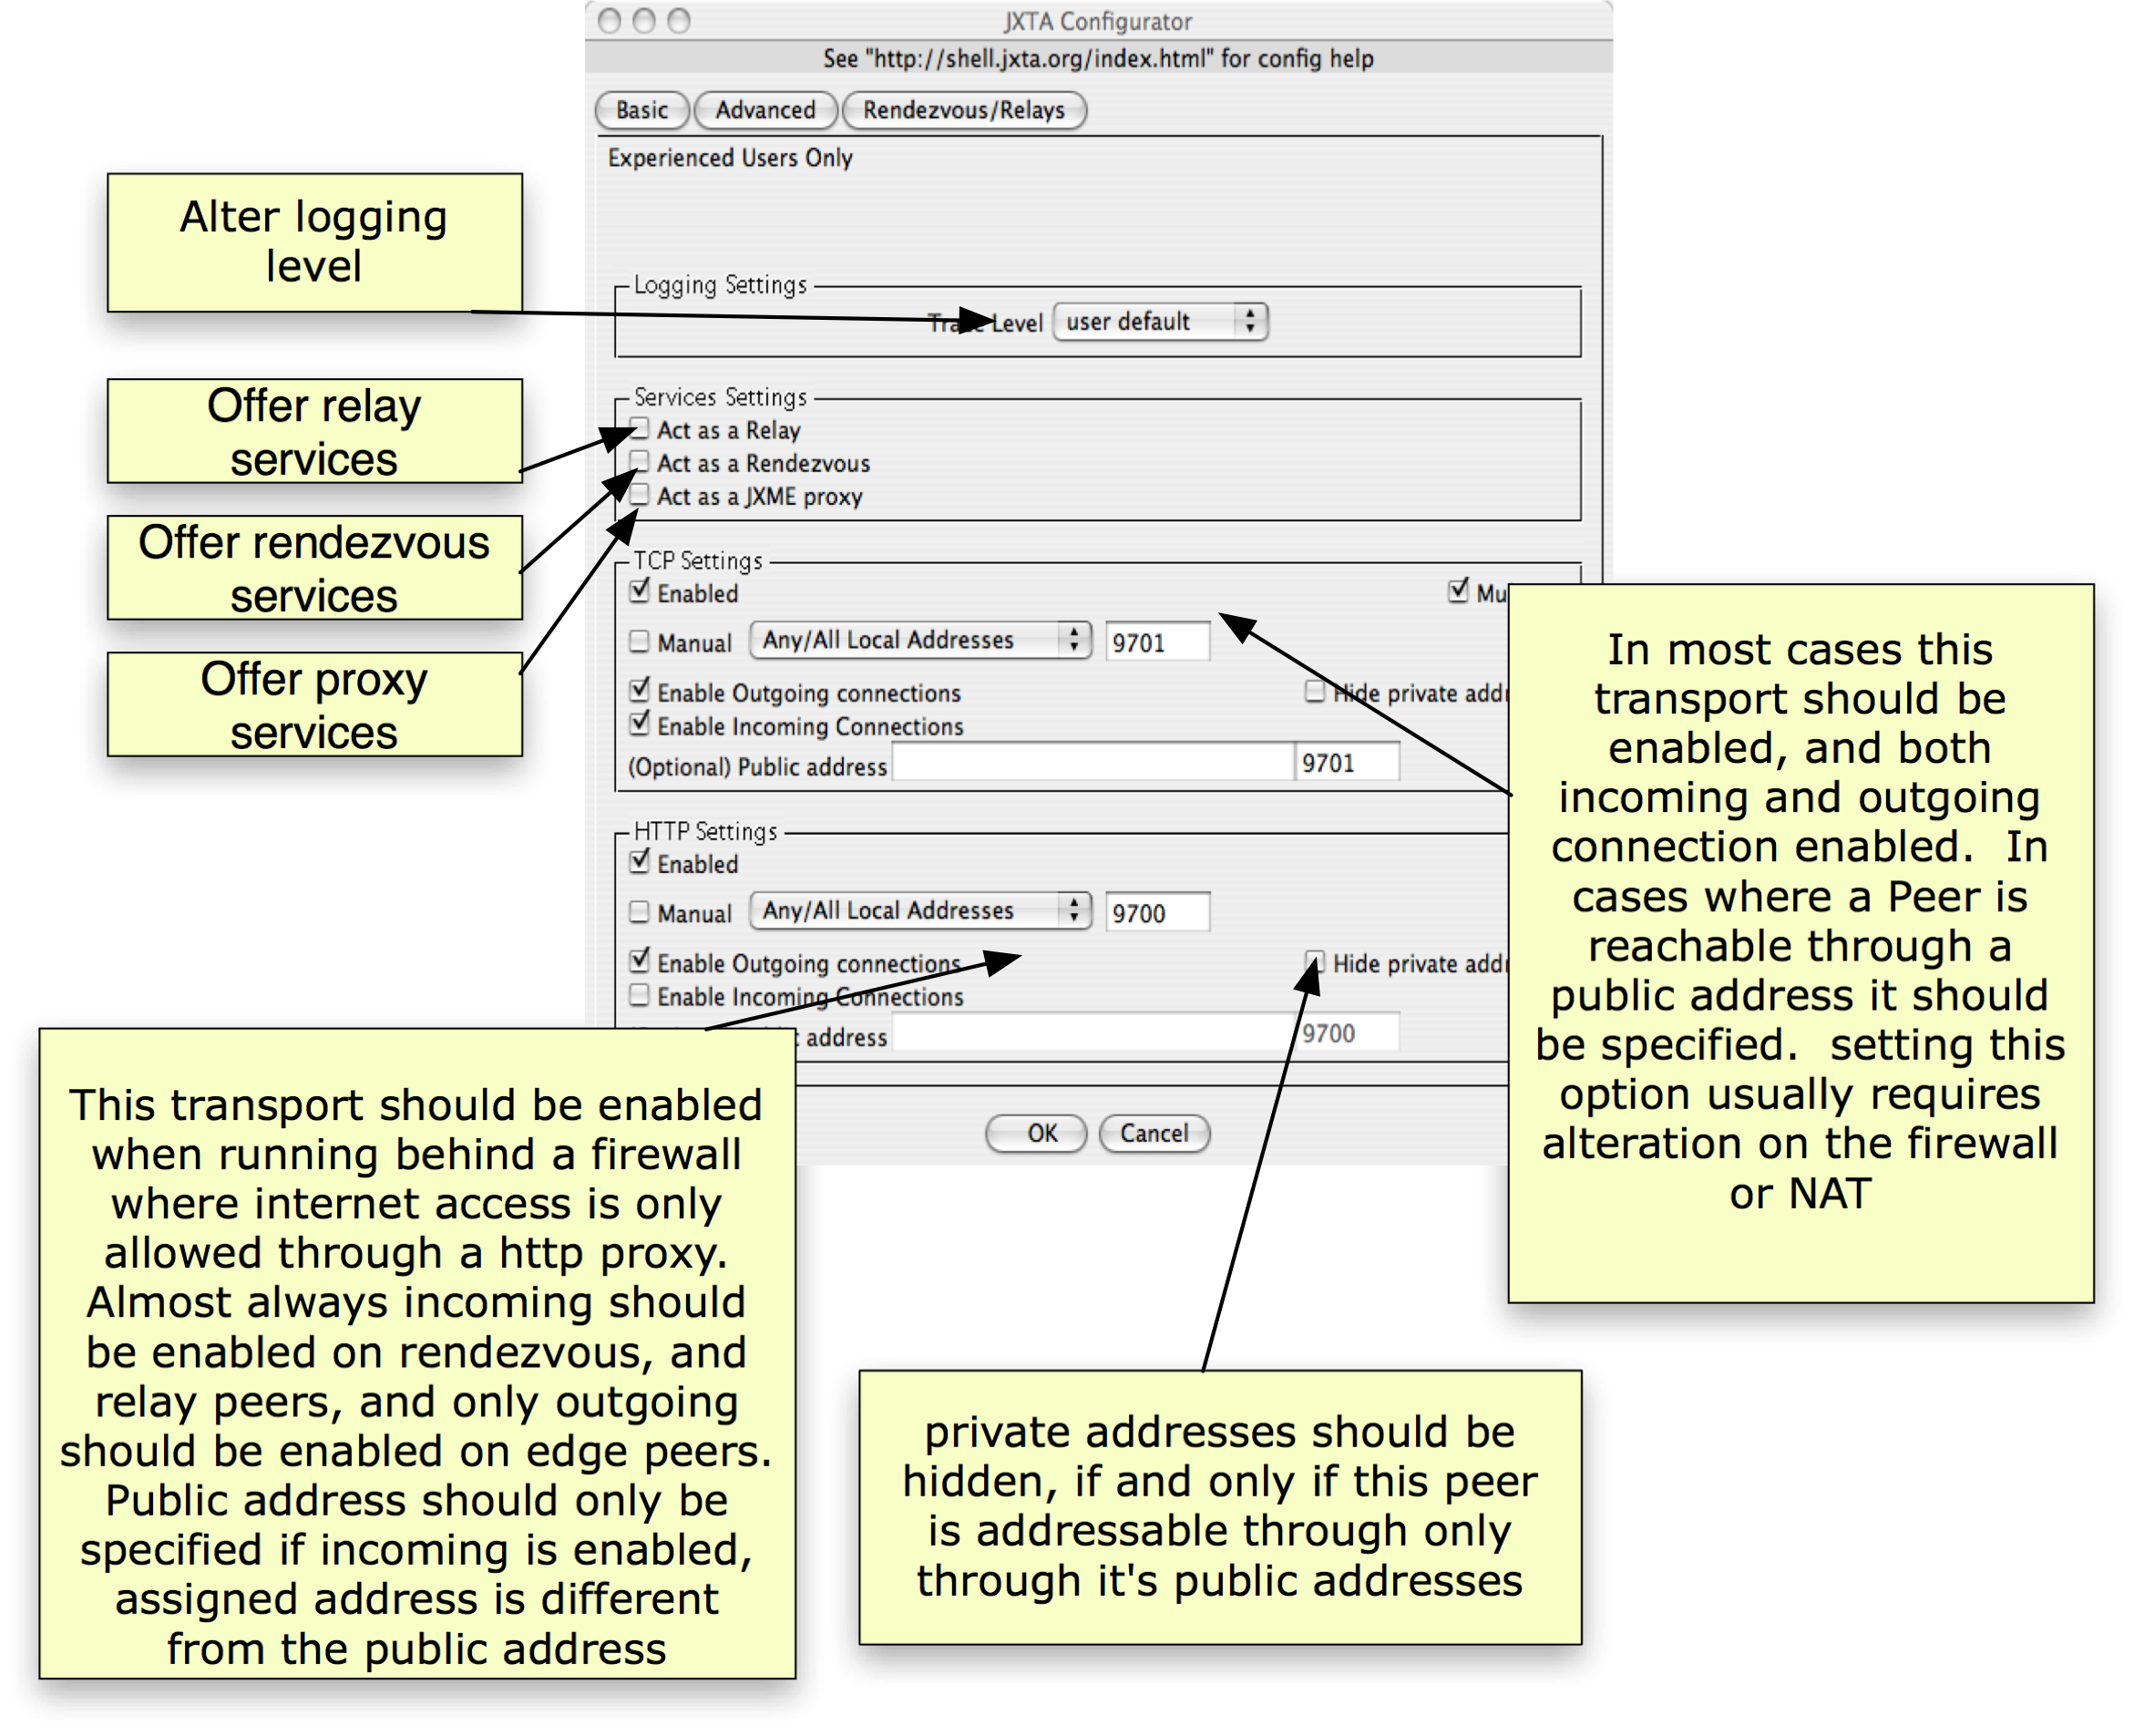 JXTA Configurator
See "http://shell.jxta.org/index.html" for config help
Basic Advanced Rendezvous/Relays
Experienced Users Only
Alter logging
level
Logging Settings
Level user default
Offer relay
services
Services Settings
Act as a Relay
Act as a Rendezvous
Act as a JXME proxy
Offer rendezvous
services
Offer proxy
services
TCP Settings
Enabled
Manual Any/All Local Addresses 9701
Enable Outgoing connections Hide private
Enable Incoming Connections
(Optional) Public address 9701
HTTP Settings
Enabled
Manual Any/All Local Addresses 9700
Enable Outgoing connections Hide private
Enable Incoming Connections
address 9700
OK Cancel
In most cases this
transport should be
enabled, and both
incoming and outgoing
connection enabled. In
cases where a Peer is
reachable through a
public address it should
be specified. setting this
option usually requires
alteration on the firewall
or NAT
This transport should be enabled
when running behind a firewall
where internet access is only
allowed through a http proxy.
Almost always incoming should
be enabled on rendezvous, and
relay peers, and only outgoing
should be enabled on edge peers.
Public address should only be
specified if incoming is enabled,
assigned address is different
from the public address
private addresses should be
hidden, if and only if this peer
is addressable through only
through it's public addresses